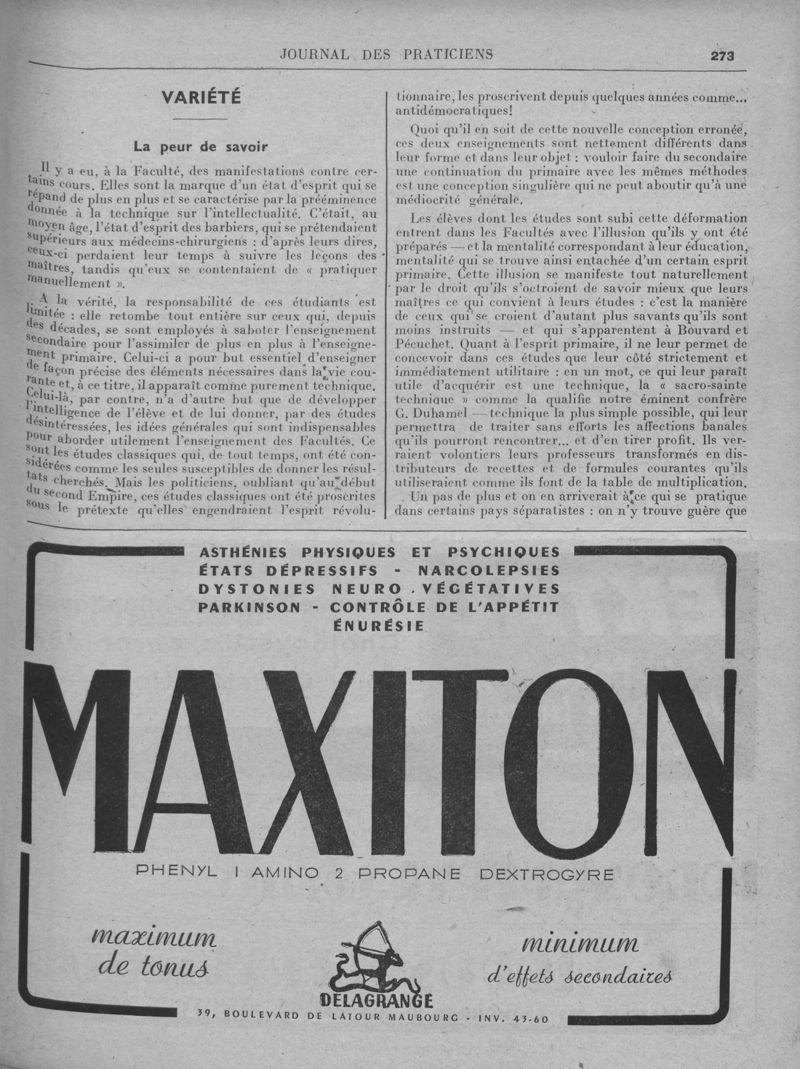 JOURNAL DES PRATICIENS 273
VARIÉTÉ
La peur de savoir
Il y a eu, à la Faculté, des manifestations contre cer-
tains cours. Elles sont la marque d'un état d'esprit qui se
répand de plus en plus et se caractérise par la prééminence
donnée à la technique sur l'intellectualité. C'était, au
moyen âge, l'état d'esprit des barbiers, qui se prétendaient
supérieurs aux médecins-chirurgiens : d'après leurs dires,
ceux-ci perdaient leur temps à suivre les leçons des
maîtres, tandis qu'eux se contentaient de « pratiquer
manuellement ».
A la vérité, la responsabilité de ces étudiants est
limitée : elle retombe tout entière sur ceux qui, depuis
des décades, se sont employés à saboter l'enseignement
secondaire pour l'assimiler de plus en plus à l'enseigne-
ment primaire. Celui-ci a pour but essentiel d'enseigner
de façon précise des éléments nécessaires dans la vie cou-
rante et, à ce titre, il apparaît comme purement technique.
Celui-là, par contre, n'a d'autre but que de développer
l'intelligence de l'élève et de lui donner, par des études
désintéressées, les idées générales qui sont indispensables
pour aborder utilement l'enseignement des Facultés. Ce
sont les études classiques qui, de tout temps, ont été con-
sidérées comme les seules susceptibles de donner les résul-
tats cherchés. Mais les politiciens, oubliant qu'au début
du second Empire, ces études classiques ont été proscrites
sous le prétexte qu'elles engendraient l'esprit révolu-
tionnaire, les proscrivent depuis quelques années comme...
antidémocratiques!
Quoi qu'il en soit de cette nouvelle conception erronée,
ces deux enseignements sont nettement différents dans
leur forme et dans leur objet : vouloir faire du secondaire
une continuation du primaire avec les mêmes méthodes
est une conception singulière qui ne peut aboutir qu'à une
médiocrité générale.
Les élèves dont les études sont subi cette déformation
entrent dans les Facultés avec l'illusion qu'ils y ont été
préparés — et la mentalité correspondant à leur éducation,
mentalité qui se trouve ainsi entachée d'un certain esprit
primaire. Cette illusion se manifeste tout naturellement
par le droit qu'ils s'octroient de savoir mieux que leurs
maîtres ce qui convient à leurs études : c'est la manière
de ceux qui se croient d'autant plus savants qu'ils sont
moins instruits — et qui s'apparentent à Bouvard et
Pécuchet. Quant à l'esprit primaire, il ne leur permet de
concevoir dans ces études que leur côté strictement et
immédiatement utilitaire : en un mot, ce qui leur paraît
utile d'acquérir est une technique, la « sacro-sainte
technique » comme la qualifie notre éminent confrère
G. Duhamel — technique la plus simple possible, qui leur
permettra de traiter sans efforts les affections banales
qu'ils pourront rencontrer... et d'en tirer profit. Ils ver-
raient volontiers leurs professeurs transformés en dis-
tributeurs de recettes et de formules courantes qu'ils
utiliseraient comme ils font de la table de multiplication.
Un pas de plus et on en arriverait à ce qui se pratique
dans certains pays séparatistes : on n'y trouve guère que
ASTHÉNIES PHYSIQUES ET PSYCHIQUES
ÉTATS DÉPRESSIFS - NARCOLEPSIES
DYSTONIES NEURO - VÉGÉTATIVES
PARKINSON - CONTRÔLE DE L'APPÉTIT
ÉNURÉSIE
MAXITON
PHENYL 1 AMINO 2 PROPANE DEXTROGYRE
maximum
de tonus
minimum
d'effets secondaires
DELAGRANGE
39, BOULEVARD DE LATOUR MAUBOURG - INV. 43-60